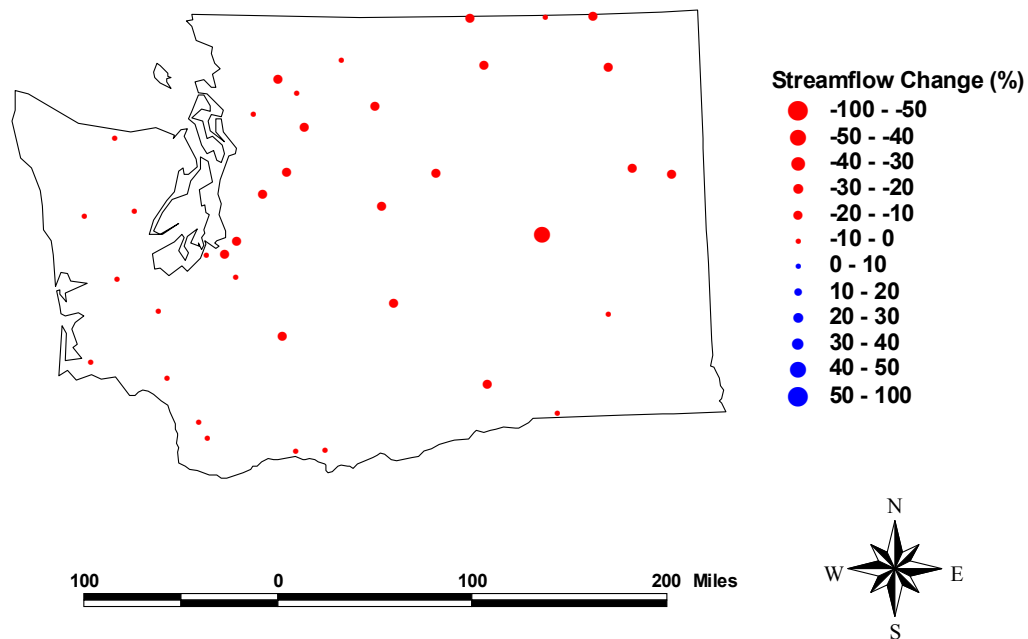 Streamflow Change (%)
-100 - -50
-50 - -40
-40 - -30
-30 - -20
-20 - -10
-10 - 0
0 - 10
10 - 20
20 - 30
30 - 40
40 - 50
50 - 100
N
W E
S
100 0 100 200 Miles